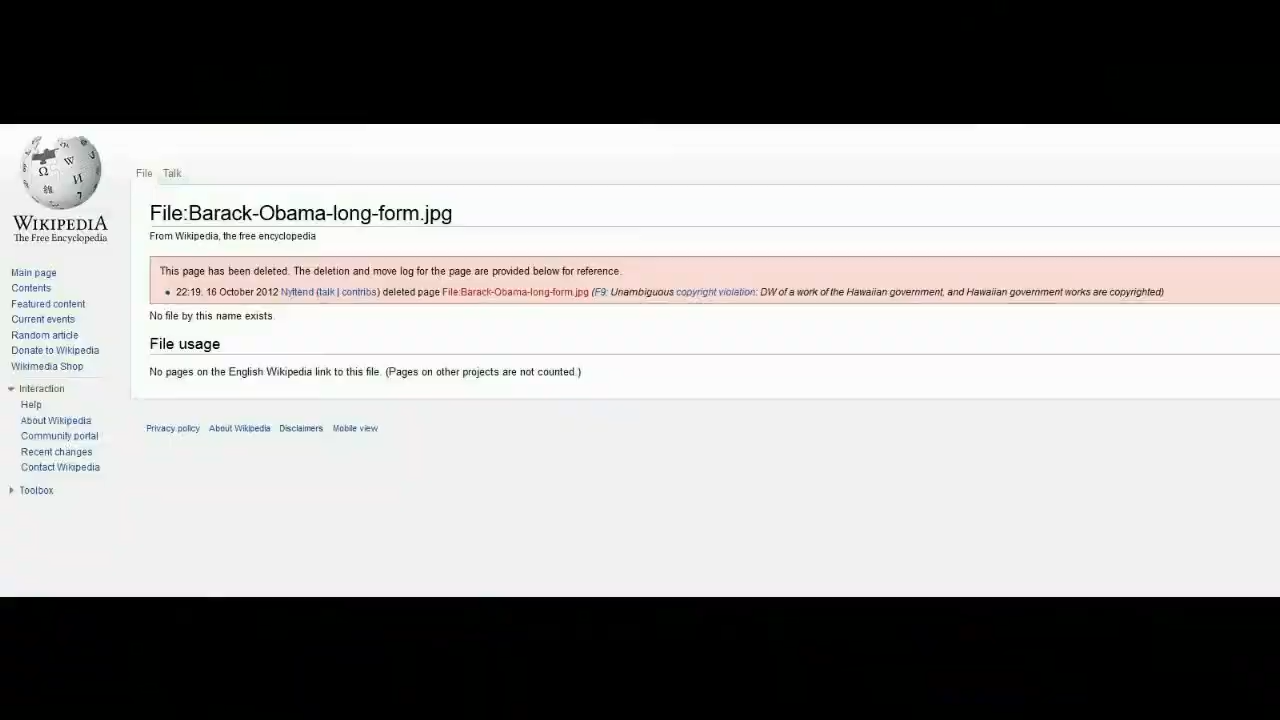 WIKIPEDIA
The Free Encyclopedia
Main page
Contents
Featured content
Current events
Random article
Donate to Wikipedia
Wikimedia Shop
Interaction
Help
About Wikipedia
Community portal
Recent changes
Contact Wikipedia
Toolbox
File Talk
File:Barack-Obama-long-form.jpg
From Wikipedia, the free encyclopedia
This page has been deleted. The deletion and move log for the page are provided below for reference.
• 22:19, 16 October 2012 Nyttend (talk | contribs) deleted page File:Barack-Obama-long-form.jpg (F9: Unambiguous copyright violation: DW of a work of the Hawaiian government, and Hawaiian government works are copyrighted)
No file by this name exists.
File usage
No pages on the English Wikipedia link to this file. (Pages on other projects are not counted.)
Privacy policy About Wikipedia Disclaimers Mobile view